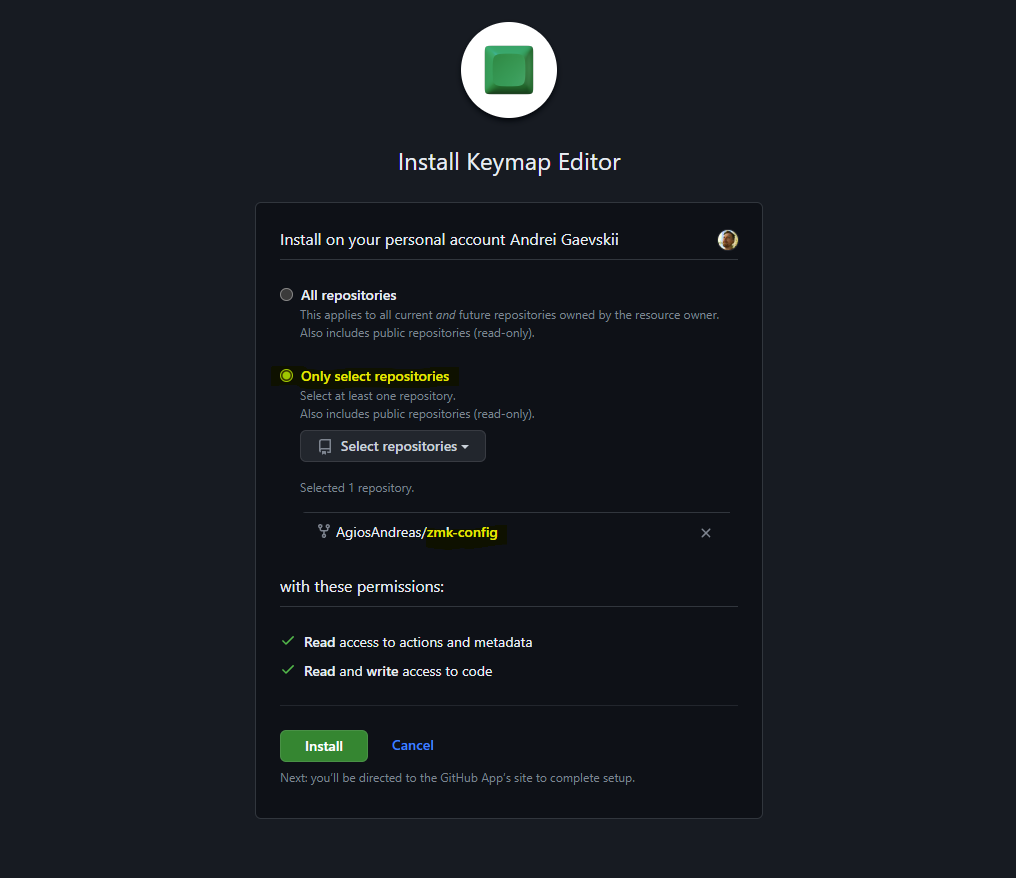 Install Keymap Editor
Install on your personal account Andrei Gaevskii
All repositories
This applies to all current and future repositories owned by the resource owner.
Also includes public repositories (read-only).
Only select repositories
Select at least one repository.
Also includes public repositories (read-only).
Select repositories
Selected 1 repository.
AgiosAndreas/zmk-config
with these permissions:
Read access to actions and metadata
Read and write access to code
Install Cancel
Next: you'll be directed to the GitHub App's site to complete setup.